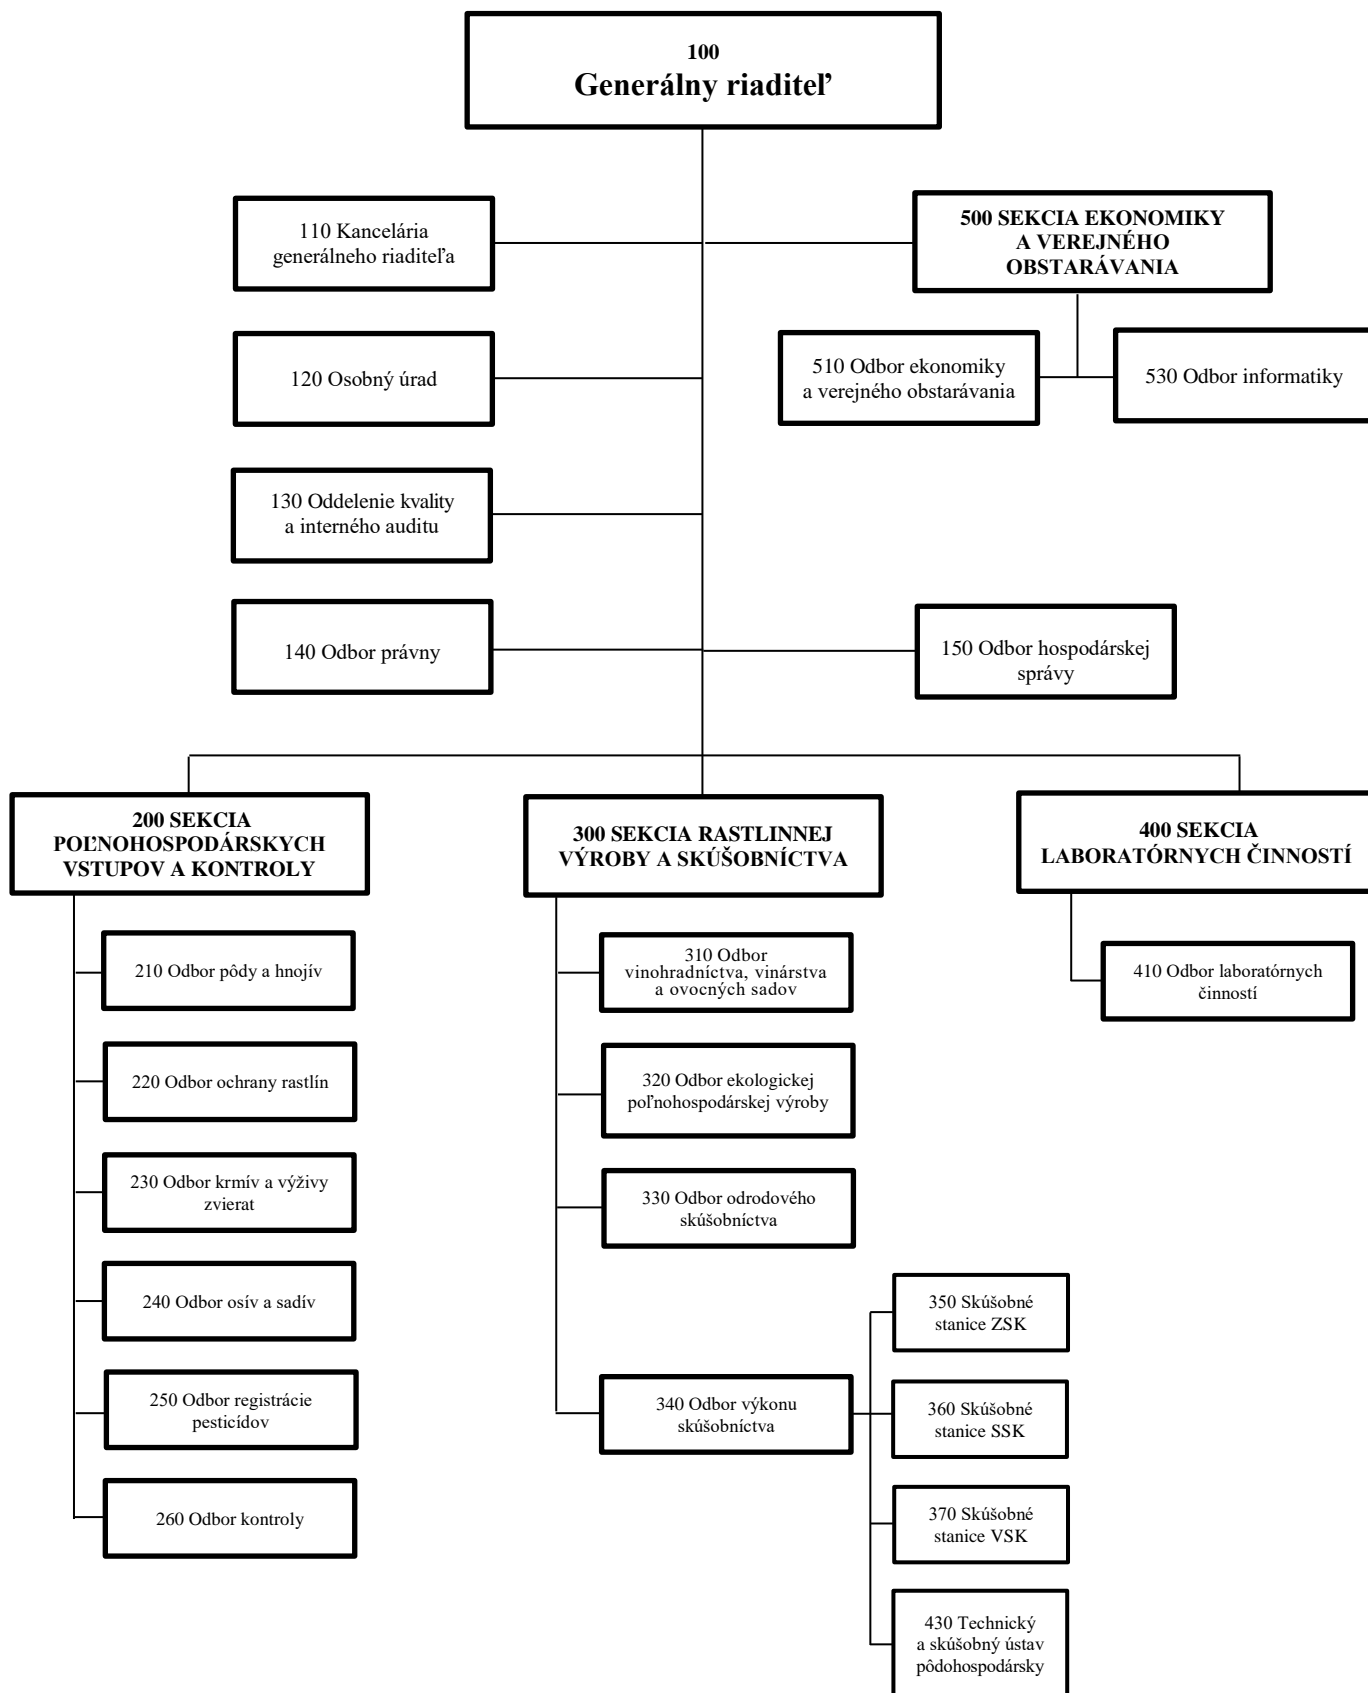 100
Generálny riaditeľ
110 Kancelária
generálneho riaditeľa
500 SEKCIA EKONOMIKY
A VEREJNÉHO
OBSTARÁVANIA
120 Osobný úrad
510 Odbor ekonomiky
a verejného obstarávania
530 Odbor informatiky
130 Oddelenie kvality
a interného auditu
140 Odbor právny
150 Odbor hospodárskej
správy
200 SEKCIA
POĽNOHOSPODÁRSKYCH
VSTUPOV A KONTROLY
300 SEKCIA RASTLINNEJ
VÝROBY A SKÚŠOBNÍCTVA
400 SEKCIA
LABORATÓRNYCH ČINNOSTÍ
210 Odbor pôdy a hnojív
220 Odbor ochrany rastlín
230 Odbor krmív a výživy
zvierat
240 Odbor osív a sadív
250 Odbor registrácie
pesticídov
260 Odbor kontroly
310 Odbor
vinohradníctva, vinárstva
a ovocných sadov
320 Odbor ekologickej
poľnohospodárskej výroby
330 Odbor odrodového
skúšobníctva
340 Odbor výkonu
skúšobníctva
350 Skúšobné
stanice ZSK
360 Skúšobné
stanice SSK
370 Skúšobné
stanice VSK
430 Technický
a skúšobný ústav
pôdohospodársky
410 Odbor laboratórnych
činností